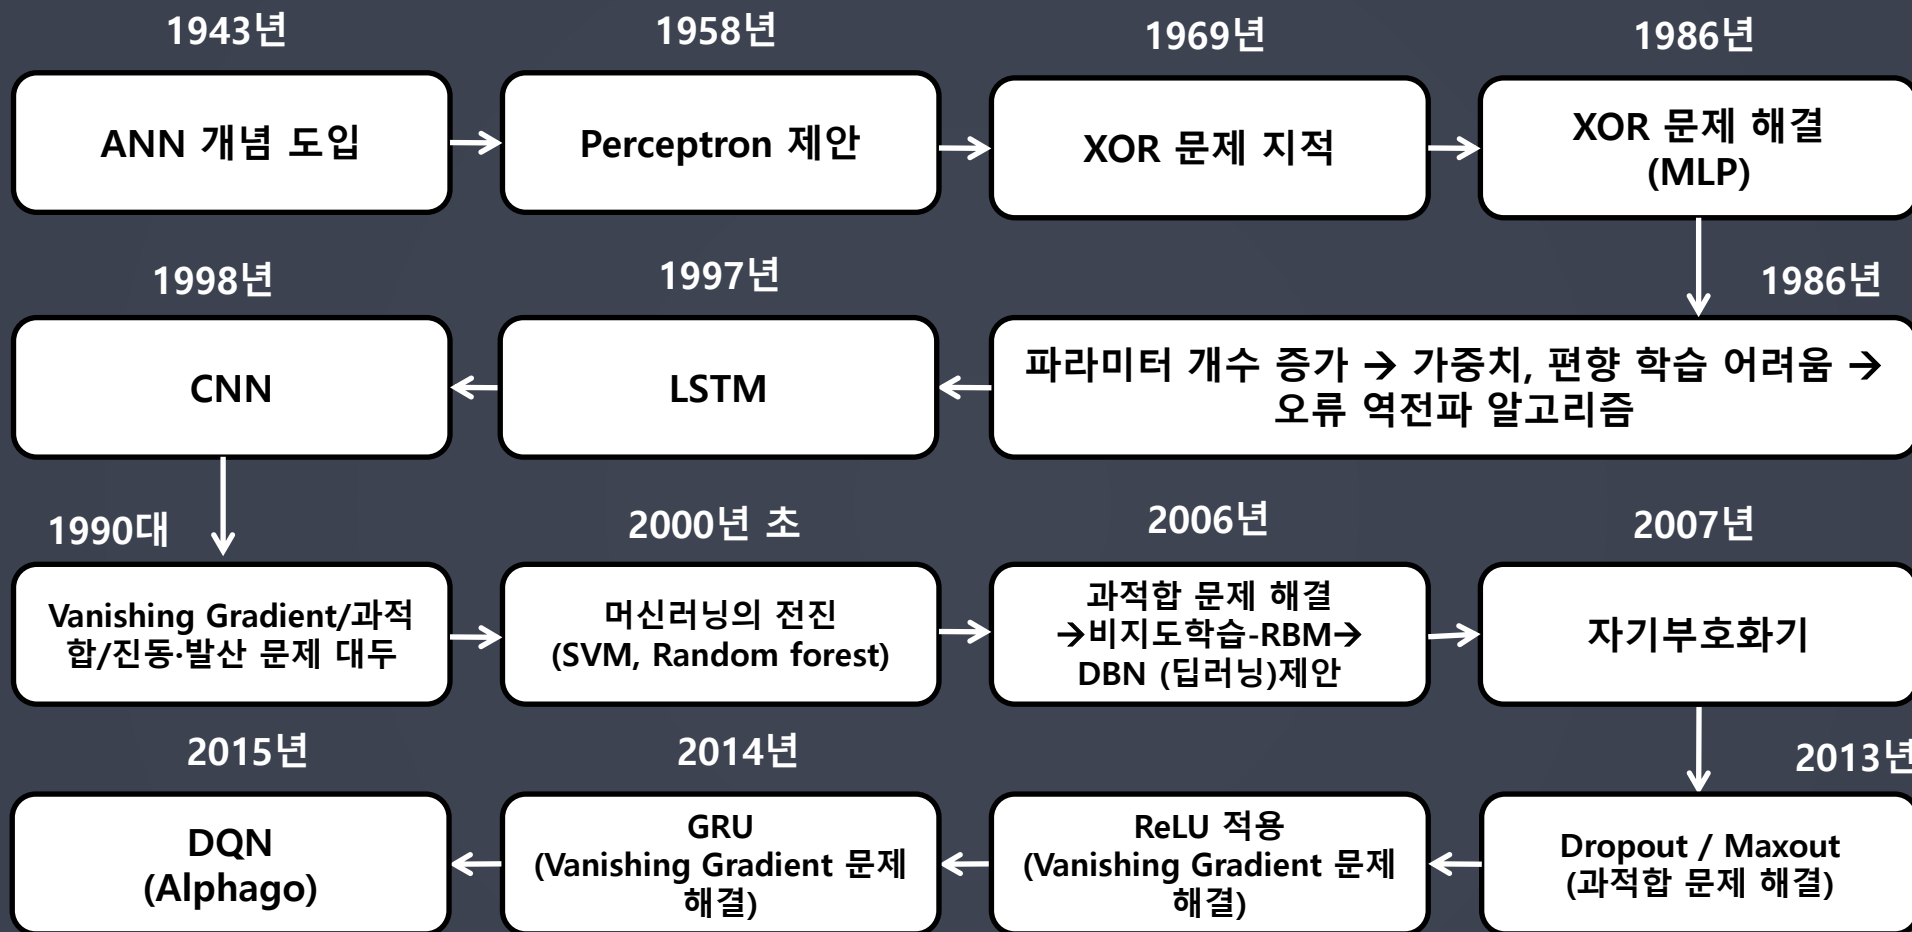 1943년
ANN 개념 도입
1958년
Perceptron 제안
1969년
XOR 문제 지적
1986년
XOR 문제 해결
(MLP)
1986년
파라미터 개수 증가 → 가중치, 편향 학습 어려움 →
오류 역전파 알고리즘
1997년
LSTM
1998년
CNN
1990대
Vanishing Gradient/과적
합/진동·발산 문제 대두
2000년 초
머신러닝의 전진
(SVM, Random forest)
2006년
과적합 문제 해결
→비지도학습-RBM→
DBN (딥러닝)제안
2007년
자기부호화기
2013년
Dropout / Maxout
(과적합 문제 해결)
ReLU 적용
(Vanishing Gradient 문제
해결)
2014년
GRU
(Vanishing Gradient 문제
해결)
2015년
DQN
(Alphago)